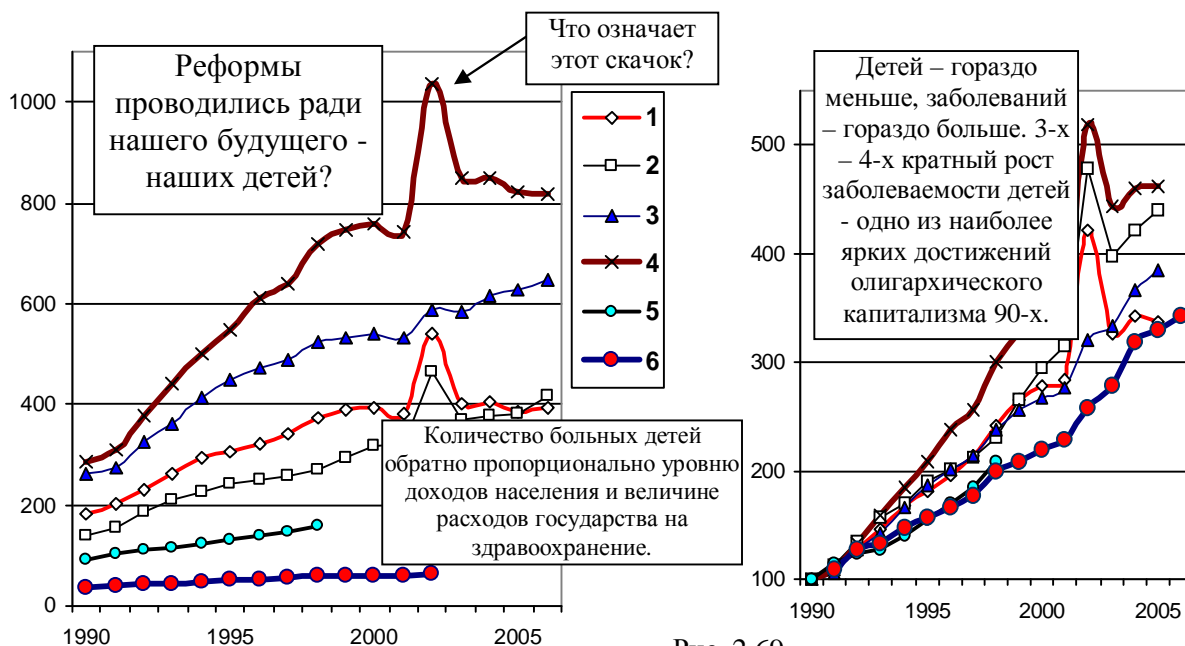 Что означает
этот скачок?
Реформы
проводились ради
нашего будущего -
наших детей?
1000
800
600
400
200
0
1990
1995
2000
2005
1
2
3
4
5
6
Количество больных детей
обратно пропорционально уровню
доходов населения и величине
расходов государства на
здравоохранение.
Детей – гораздо
меньше, заболеваний
– гораздо больше. 3-х
– 4-х кратный рост
заболеваемости детей
- одно из наиболее
ярких достижений
олигархического
капитализма 90-х.
500
400
300
200
100
1990
1995
2000
2005